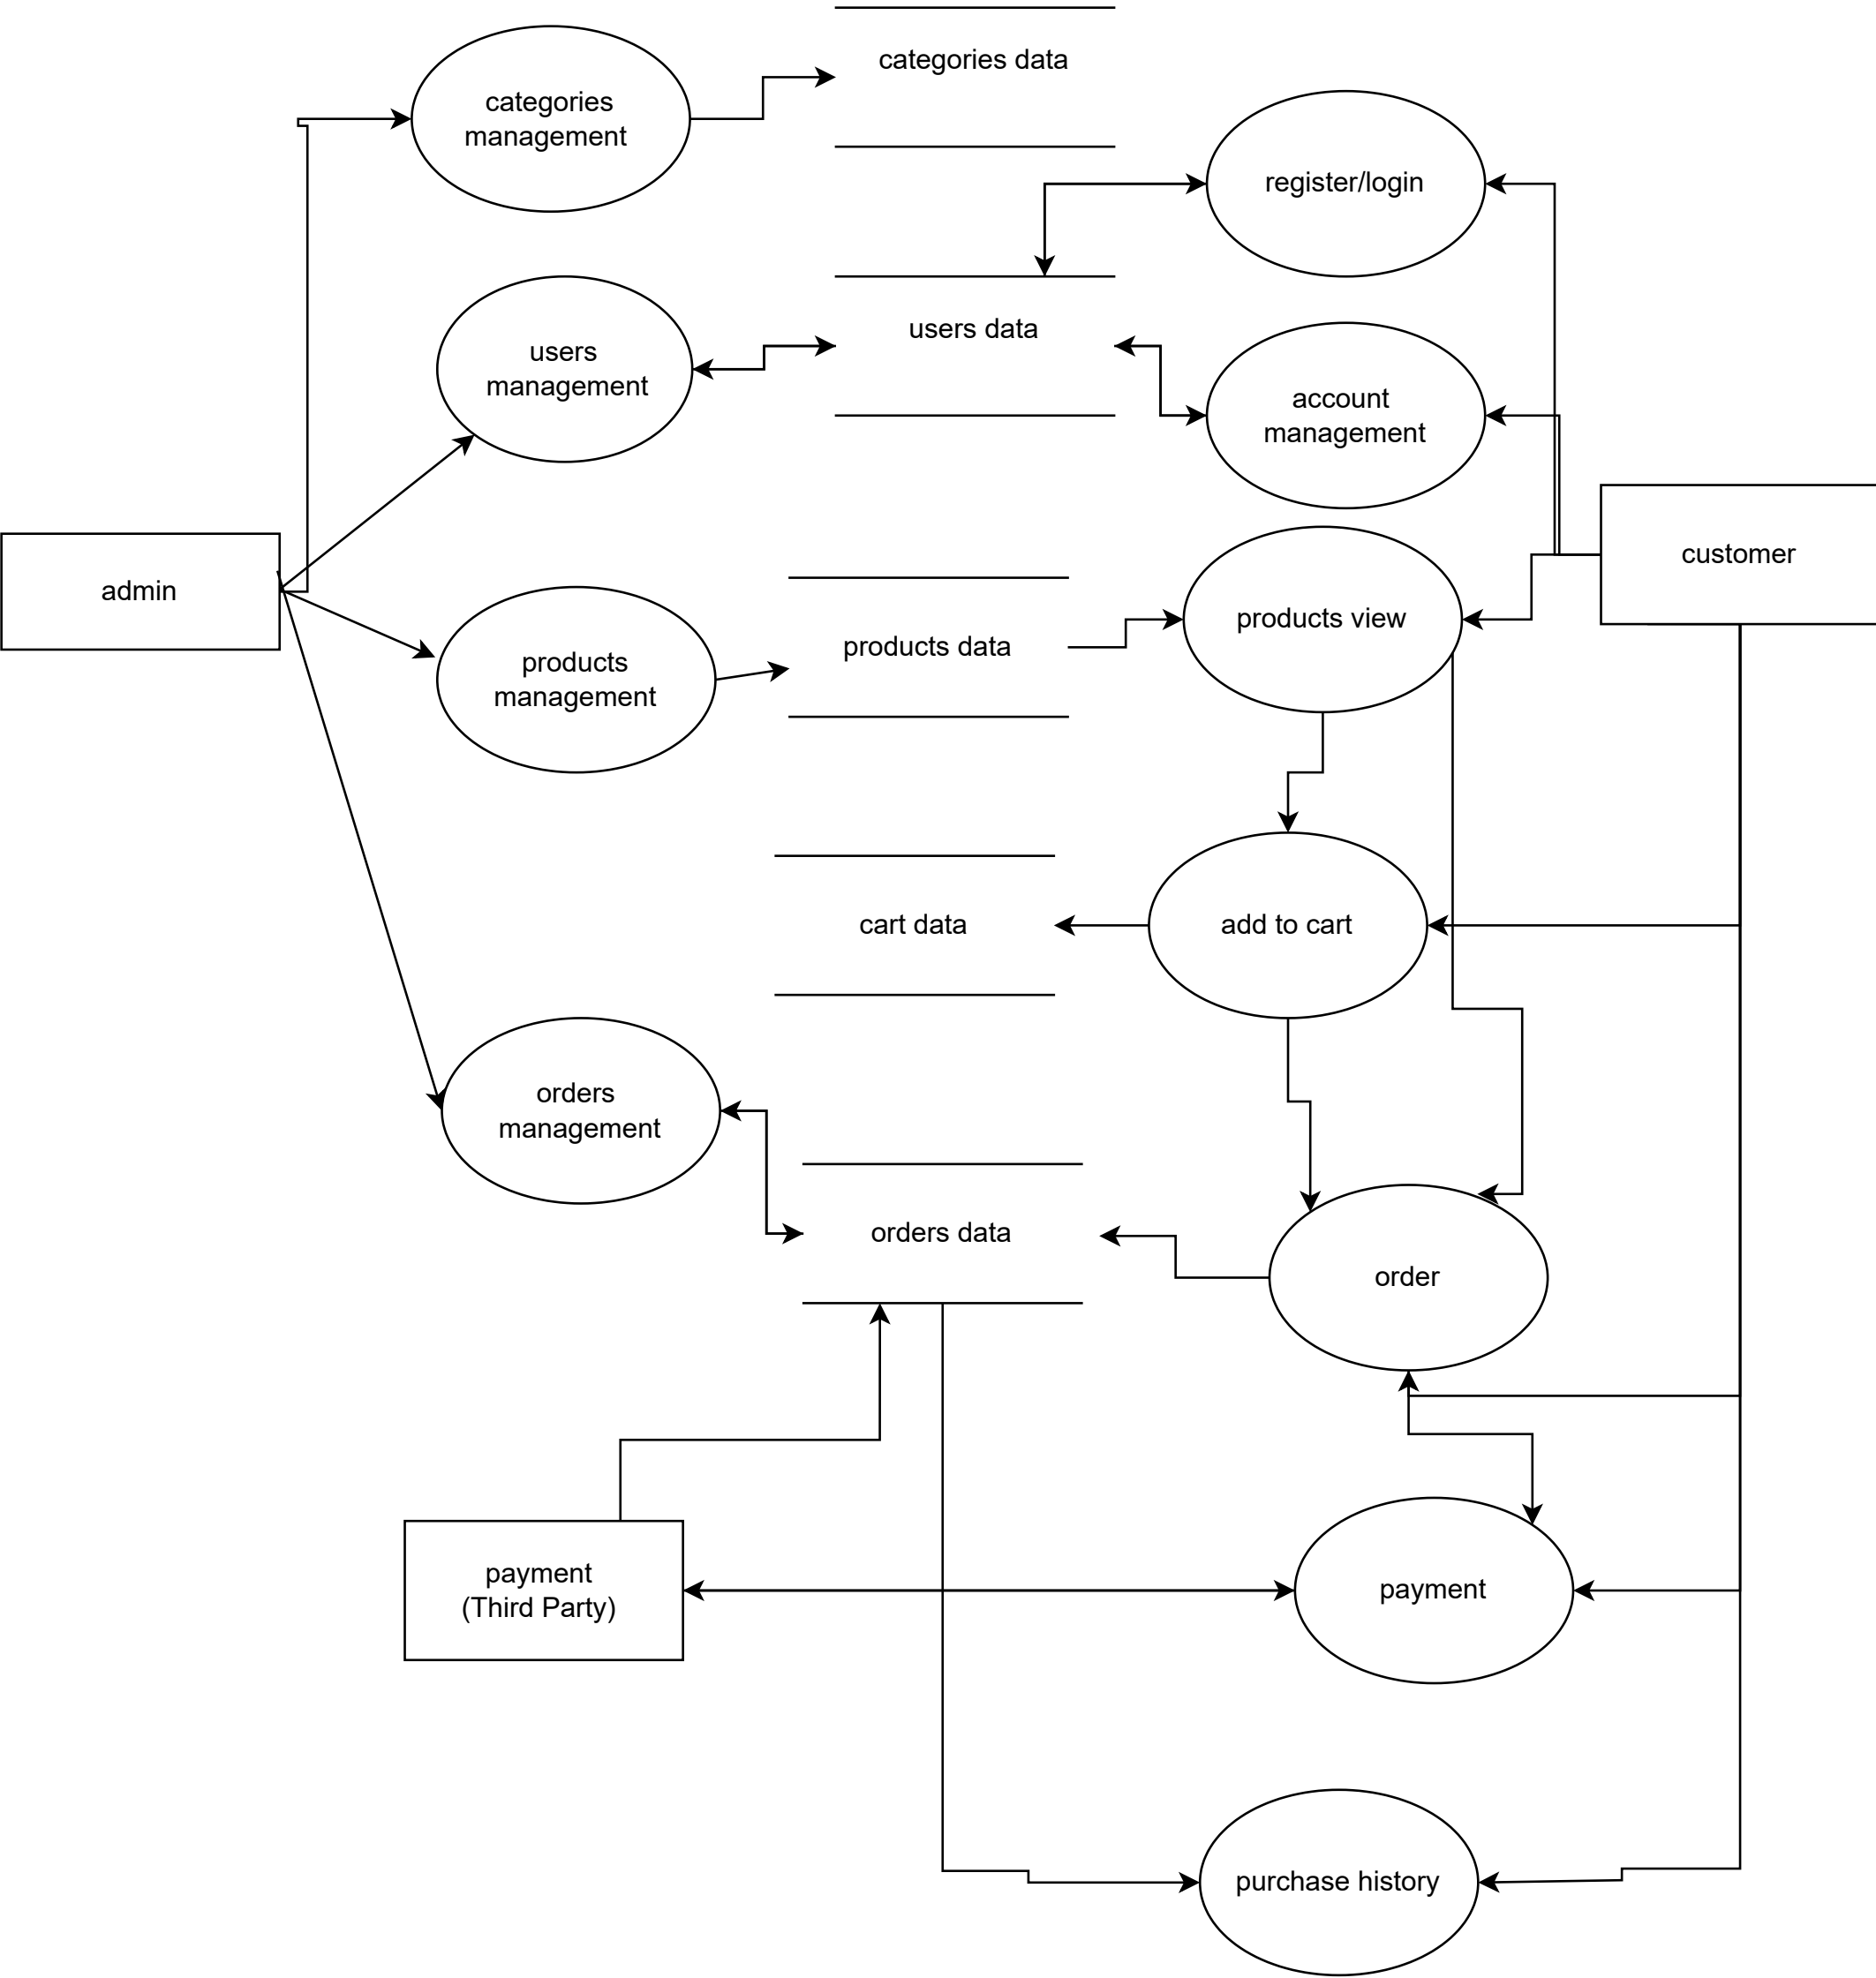 categories data
categories
management
register/login
users data
users
management
account
management
customer
admin
products view
products data
products
management
cart data
add to cart
orders
management
orders data
order
payment
(Third Party)
payment
purchase history